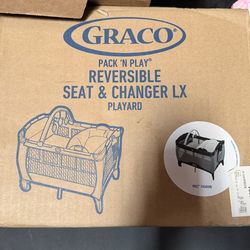 GRACO®
PACK 'N PLAY®
REVERSIBLE
SEAT & CHANGER LX
PLAYARD